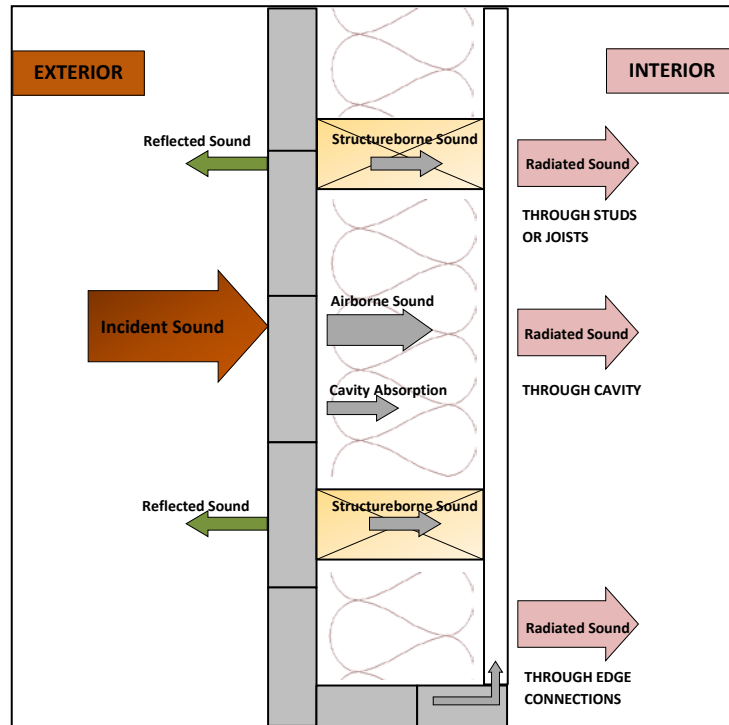 EXTERIOR
INTERIOR
Reflected Sound
Structureborne Sound
Radiated Sound
THROUGH STUDS
OR JOISTS
Incident Sound
Airborne Sound
Radiated Sound
Cavity Absorption
THROUGH CAVITY
Reflected Sound
Structureborne Sound
Radiated Sound
THROUGH EDGE
CONNECTIONS